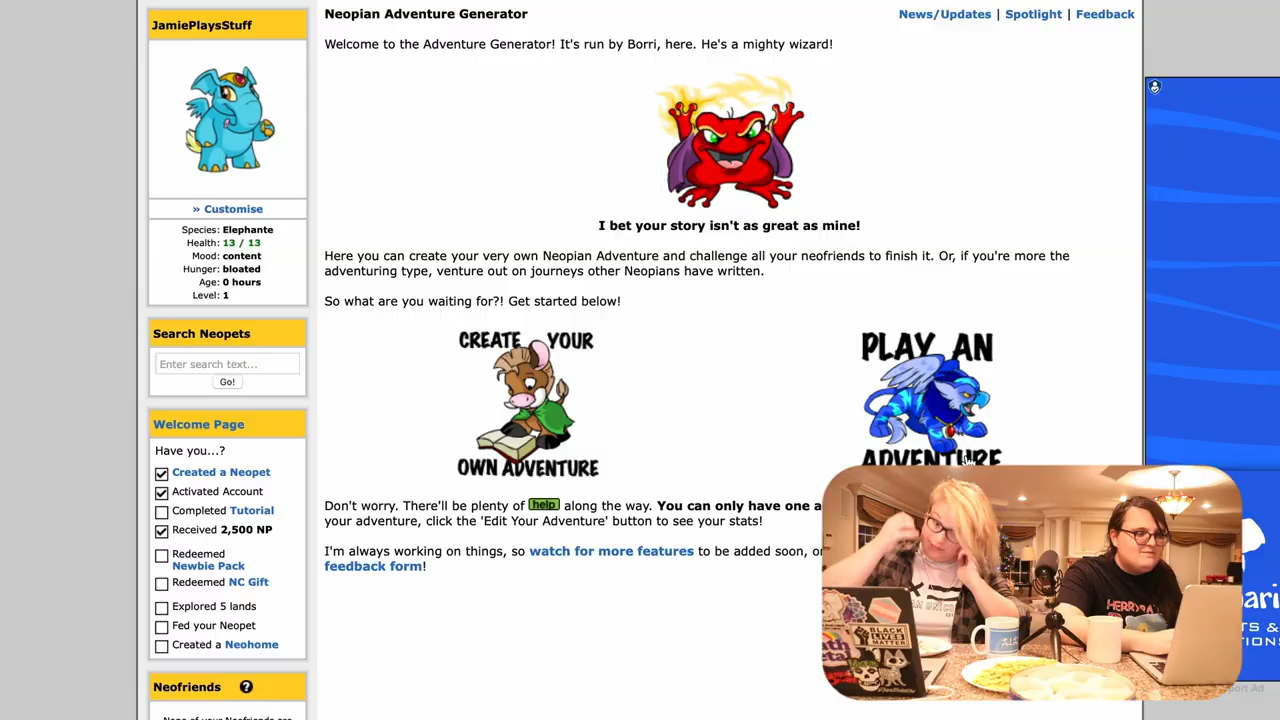 JamiePlaysStuff
» Customise
Species: Elephante
Health: 13 / 13
Mood: content
Hunger: bloated
Age: 0 hours
Level: 1
Search Neopets
Enter search text...
Go!
Welcome Page
Have you...?
Created a Neopet
Activated Account
Completed Tutorial
Received 2,500 NP
Redeemed
Newbie Pack
Redeemed NC Gift
Explored 5 lands
Fed your Neopet
Created a Neohome
Neofriends ?
Neopian Adventure Generator
News/Updates | Spotlight | Feedback
Welcome to the Adventure Generator! It's run by Borri, here. He's a mighty wizard!
I bet your story isn't as great as mine!
Here you can create your very own Neopian Adventure and challenge all your neofriends to finish it. Or, if you're more the
adventuring type, venture out on journeys other Neopians have written.
So what are you waiting for?! Get started below!
CREATE YOUR
OWN ADVENTURE
PLAY AN
ADVENTURE
Don't worry. There'll be plenty of help along the way. You can only have one a
your adventure, click the 'Edit Your Adventure' button to see your stats!
I'm always working on things, so watch for more features to be added soon, or
feedback form!
BLACK
LIVES
MATTER